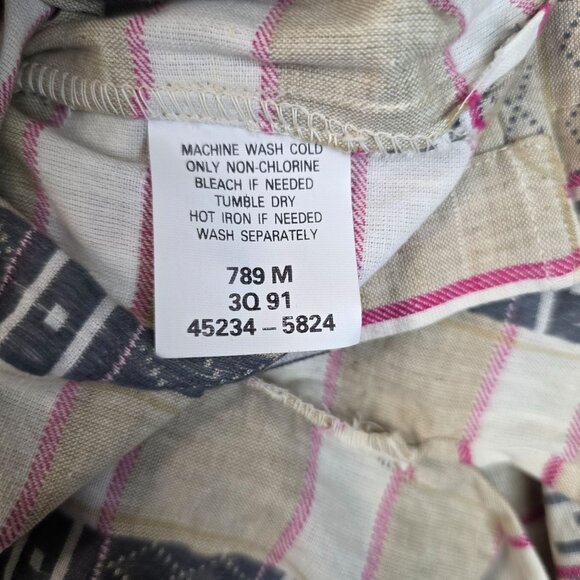 MACHINE WASH COLD
ONLY NON-CHLORINE
BLEACH IF NEEDED
TUMBLE DRY
HOT IRON IF NEEDED
WASH SEPARATELY
789 M
3Q 91
45234 – 5824